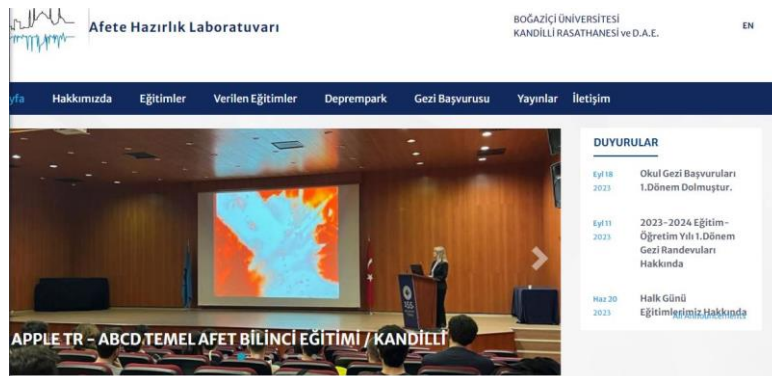 Afete Hazırlık Laboratuvarı
BOĞAZİÇİ ÜNİVERSİTESİ
KANDİLLİ RASATHANESİ ve D.A.E.
EN
yfa Hakkımızda Eğitimler Verilen Eğitimler Deprempark Gezi Başvurusu Yayınlar İletişim
APPLE TR - ABCD TEMEL AFET BİLİNCİ EĞİTİMİ / KANDİLLİ
DUYURULAR
Eyl 18
2023
Okul Gezi Başvuruları
1.Dönem Dolmuştur.
Eyl 11
2023
2023-2024 Eğitim-
Öğretim Yılı 1.Dönem
Gezi Randevuları
Hakkında
Haz 20
2023
Halk Günü
Eğitimlerimiz Hakkında
All Announcements